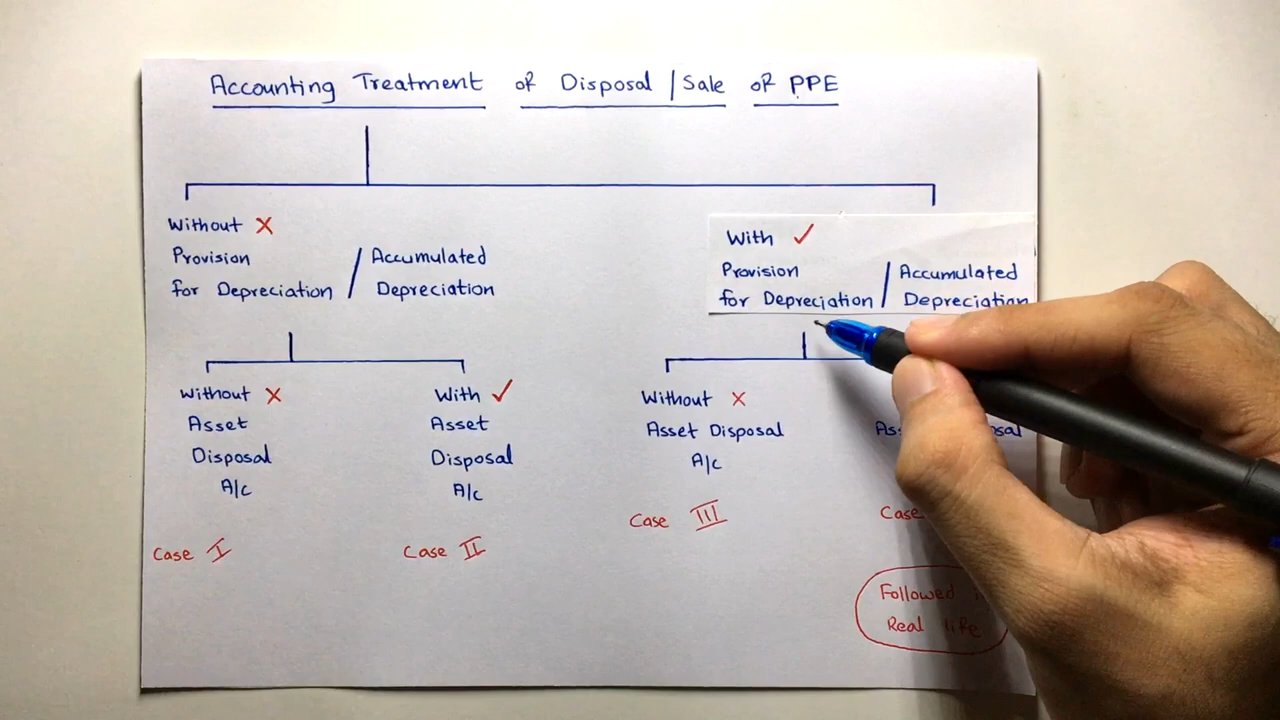 Accounting Treatment of Disposal / Sale of PPE
Without X
Provision
for Depreciation / Accumulated
Depreciation
With ✓
Provision
for Depreciation / Accumulated
Depreciation
Without X
Asset
Disposal
A/c
Case I
With ✓
Asset
Disposal
A/c
Case II
Without X
Asset Disposal
A/c
Case III
Case
Followed
Real life